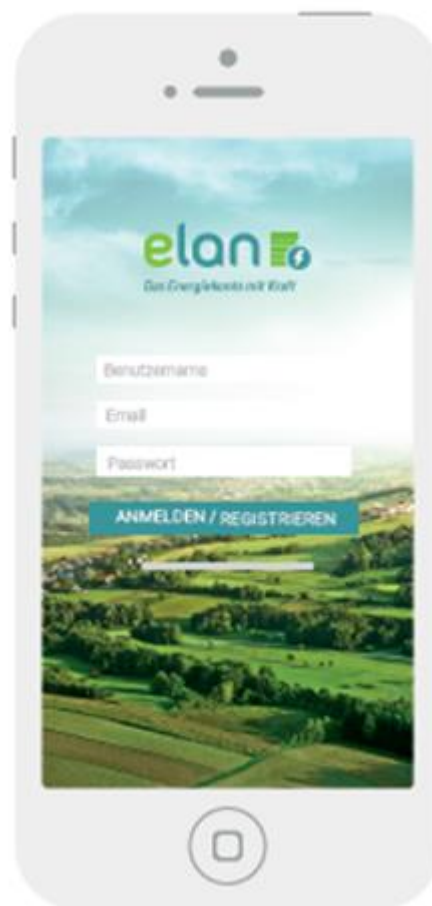 elan
Das Energiekonto mit Kraft
Benutzername
Email
Passwort
ANMELDEN / REGISTRIEREN